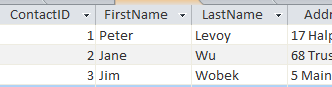 ContactID FirstName LastName Addr
1 Peter Levoy 17 Halp
2 Jane Wu 68 Trus
3 Jim Wobek 5 Main